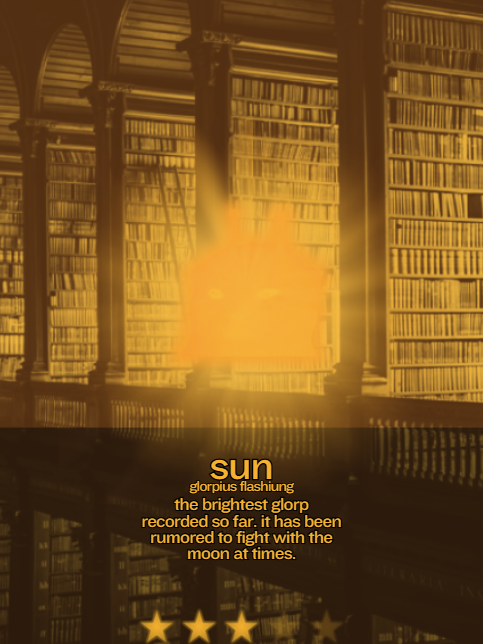 sun
glorpius flashiung
the brightest glorp
recorded so far. it has been
rumored to fight with the
moon at times.